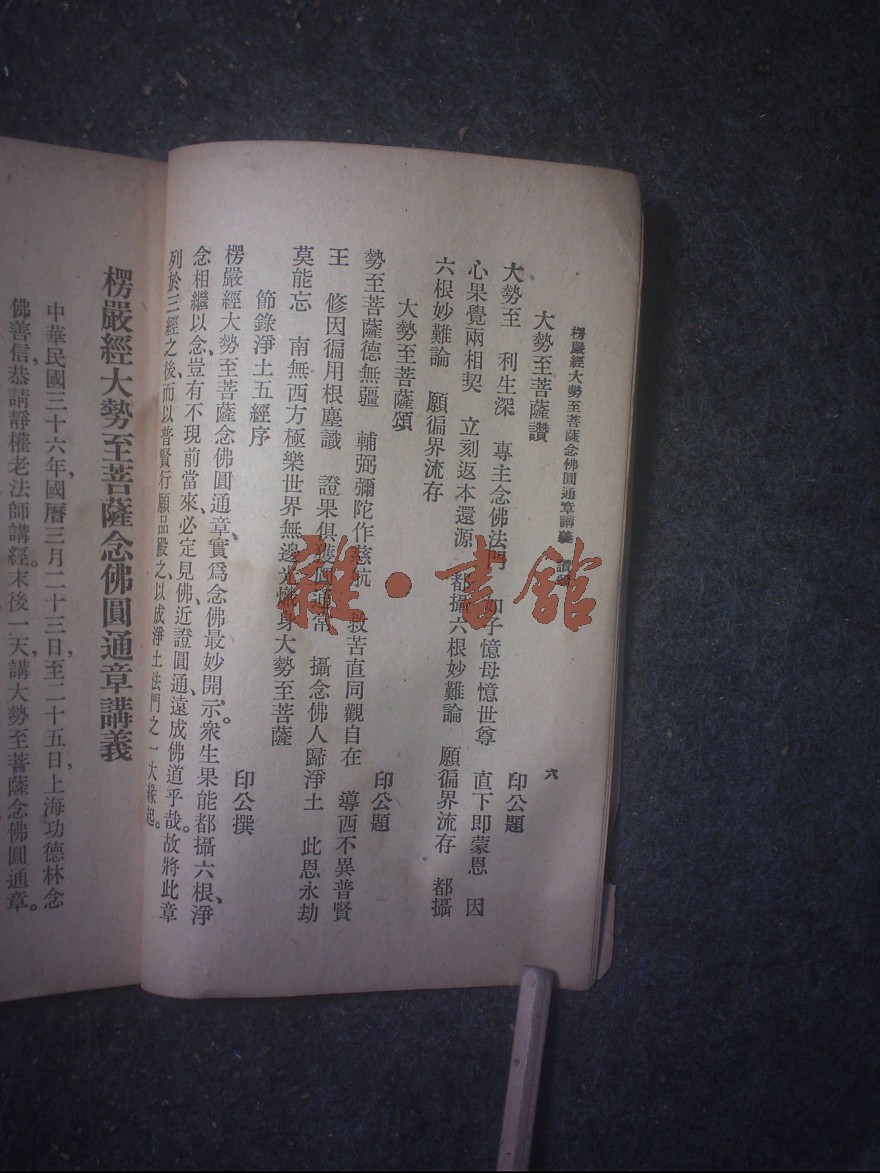 楞嚴經大勢至菩薩念佛圓通章講義 六
大勢至菩薩讚 印公題
大勢至 利生深 專主念佛法門 如子憶母憶世尊 直下即蒙恩 因
心果覺兩相契 立刻返本還源 都攝六根妙難論 願徧界流存 都攝
六根妙難論 願徧界流存
大勢至菩薩頌 印公題
勢至菩薩德無疆 輔弼彌陀作慈航 救苦直同觀自在 導西不異普賢
王 修因徧用根塵識 證果俱獲圓通常 攝念佛人歸淨土 此恩永劫
莫能忘 南無西方極樂世界無邊光熾身大勢至菩薩
節錄淨土五經序 印公撰
楞嚴經大勢至菩薩念佛圓通章、實爲念佛最妙開示。衆生果能都攝六根、淨
念相繼以念、豈有不現前當來、必定見佛、近證圓通、遠成佛道乎哉。故將此章
列於三經之後、而以普賢行願品殿之、以成淨土法門之一大緣起。
楞嚴經大勢至菩薩念佛圓通章講義
中華民國三十六年、國曆三月二十三日至二十五日、上海功德林念
佛善信、恭請靜權老法師講經。末後一天、講大勢至菩薩念佛圓通章。
雜·書館